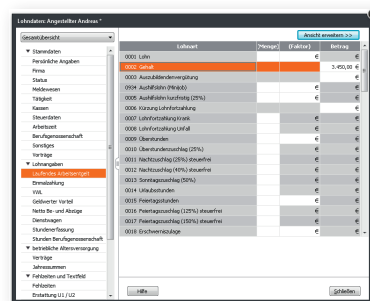 Lohndaten: Angestellter Andreas *
Gesamtübersicht
Ansicht erweitern >>
Stammdaten
Persönliche Angaben
Firma
Status
Meldewesen
Tätigkeit
Kassen
Steuerdaten
Arbeitszeit
Berufsgenossenschaft
Sonstiges
Vorträge
Lohnangaben
Laufendes Arbeitsentgelt
Einmalzahlung
VWL
Geldwerter Vorteil
Netto Be- und Abzüge
Dienstwagen
Stundenerfassung
Stunden Berufsgenossenschaft
betriebliche Altersversorgung
Vorträge
Jahressummen
Fehlzeiten und Textfeld
Fehlzeiten
Erstattung U1 / U2
Lohnart (Menge) (Faktor) Betrag
0001 Lohn € €
0002 Gehalt 3.450,00 €
0003 Auszubildendenvergütung €
0934 Aushilfslohn (Minijob) € €
0005 Aushilfslohn kurzfristig (25%) € €
0006 Kürzung Lohnfortzahlung €
0007 Lohnfortzahlung Krank € €
0008 Lohnfortzahlung Unfall € €
0009 Überstunden € €
0010 Überstundenzuschlag (25%) € €
0011 Nachtzuschlag (25%) steuerfrei € €
0012 Nachtzuschlag (40%) steuerfrei € €
0013 Sonntagszuschlag (50%) € €
0014 Urlaubsstunden € €
0015 Feiertagsstunden € €
0016 Feiertagszuschlag (125%) steuerfrei € €
0017 Feiertagszuschlag (150%) steuerfrei € €
0018 Erschwerniszulage € €
Hilfe
Schließen